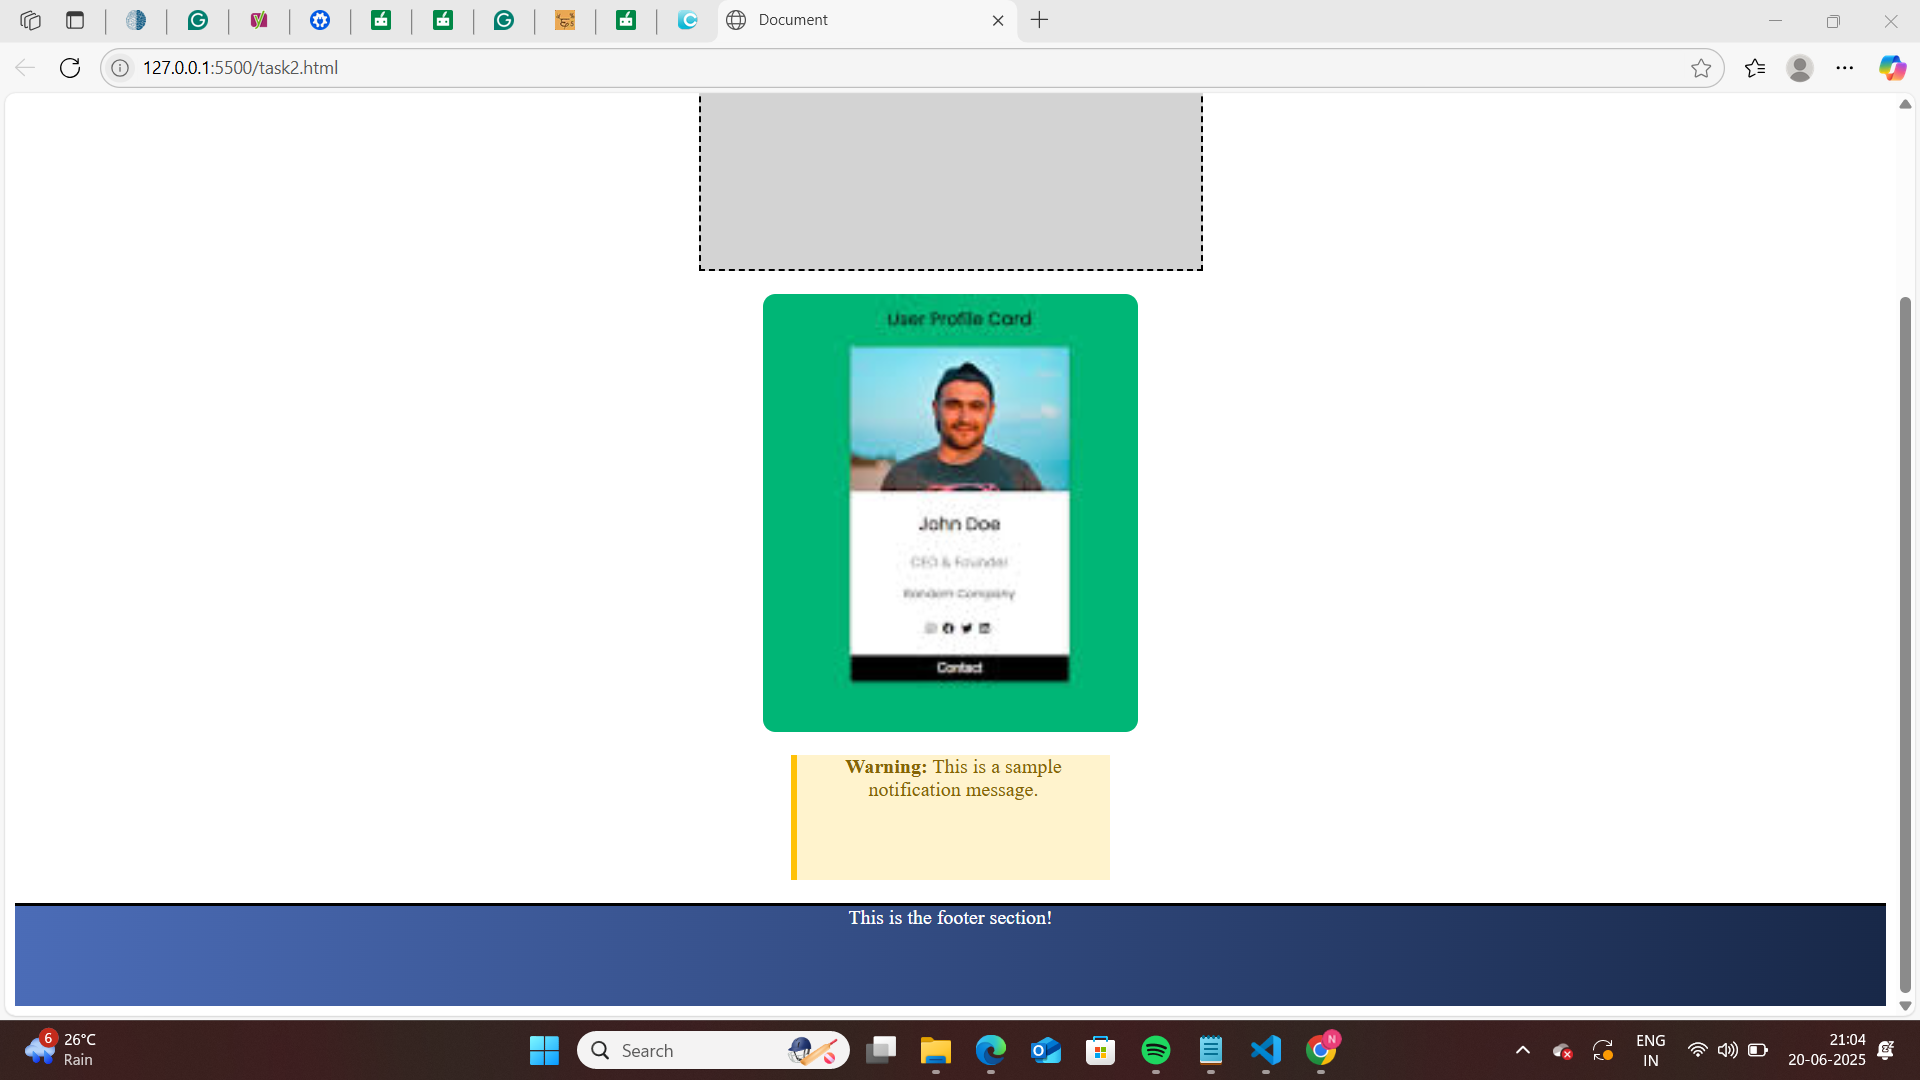 Document
127.0.0.1:5500/task2.html
User Profile Card
John Doe
CEO & Founder
Random Company
Contact
Warning: This is a sample
notification message.
This is the footer section!
6
26°C
Rain
Search
N
ENG
IN
21:04
20-06-2025